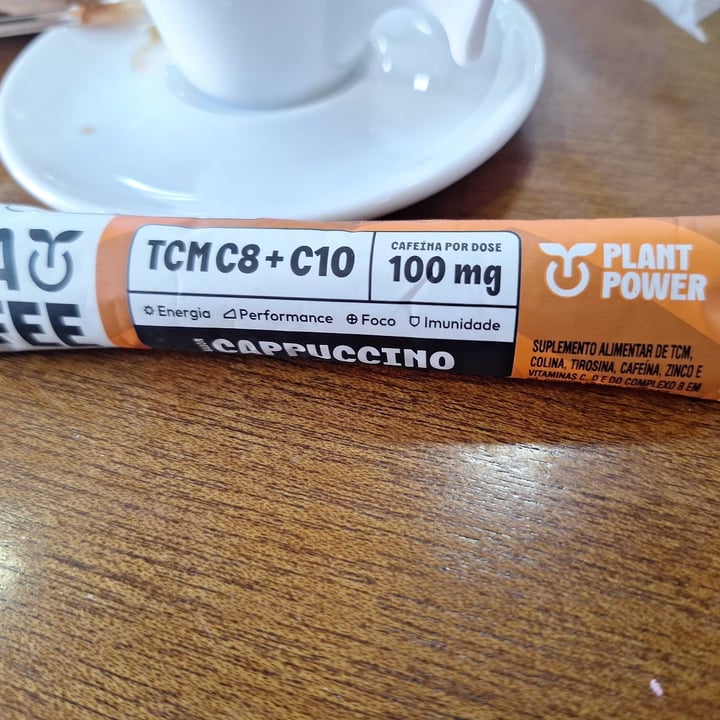 A
FEE
TCM C8 + C10
CAFEÍNA POR DOSE
100 mg
Energia Performance Foco Imunidade
CAPPUCCINO
PLANT
POWER
SUPLEMENTO ALIMENTAR DE TCM,
COLINA, TIROSINA, CAFEÍNA, ZINCO E
VITAMINAS C, D E DO COMPLEXO B EM